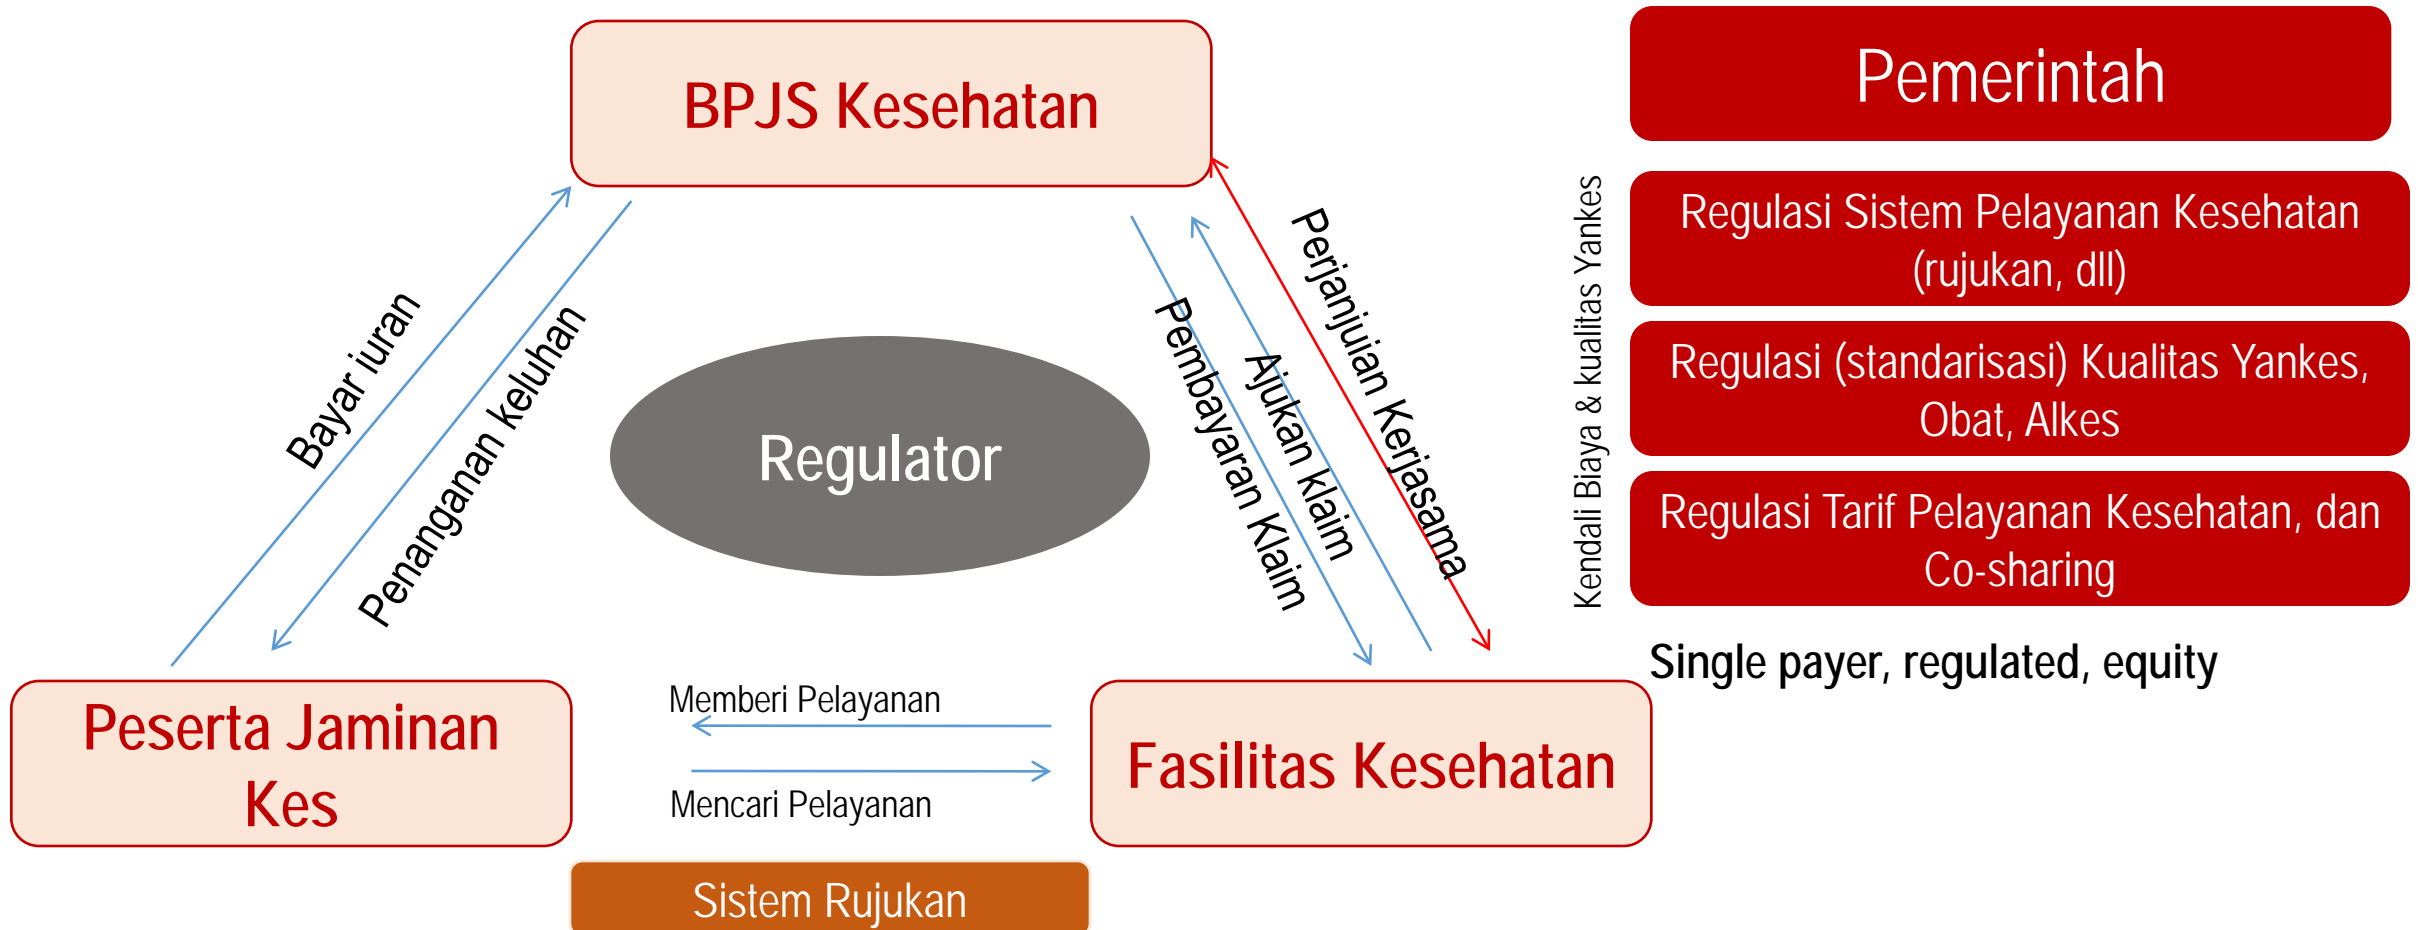 BPJS Kesehatan
Bayar iuran
Penanganan keluhan
Regulator
Pembayaran Klaim
Ajukan klaim
Perjanjuian Kerjasama
Peserta Jaminan
Kes
Memberi Pelayanan
Mencari Pelayanan
Fasilitas Kesehatan
Sistem Rujukan
Kendali Biaya & kualitas Yankes
Pemerintah
Regulasi Sistem Pelayanan Kesehatan
(rujukan, dll)
Regulasi (standarisasi) Kualitas Yankes,
Obat, Alkes
Regulasi Tarif Pelayanan Kesehatan, dan
Co-sharing
Single payer, regulated, equity